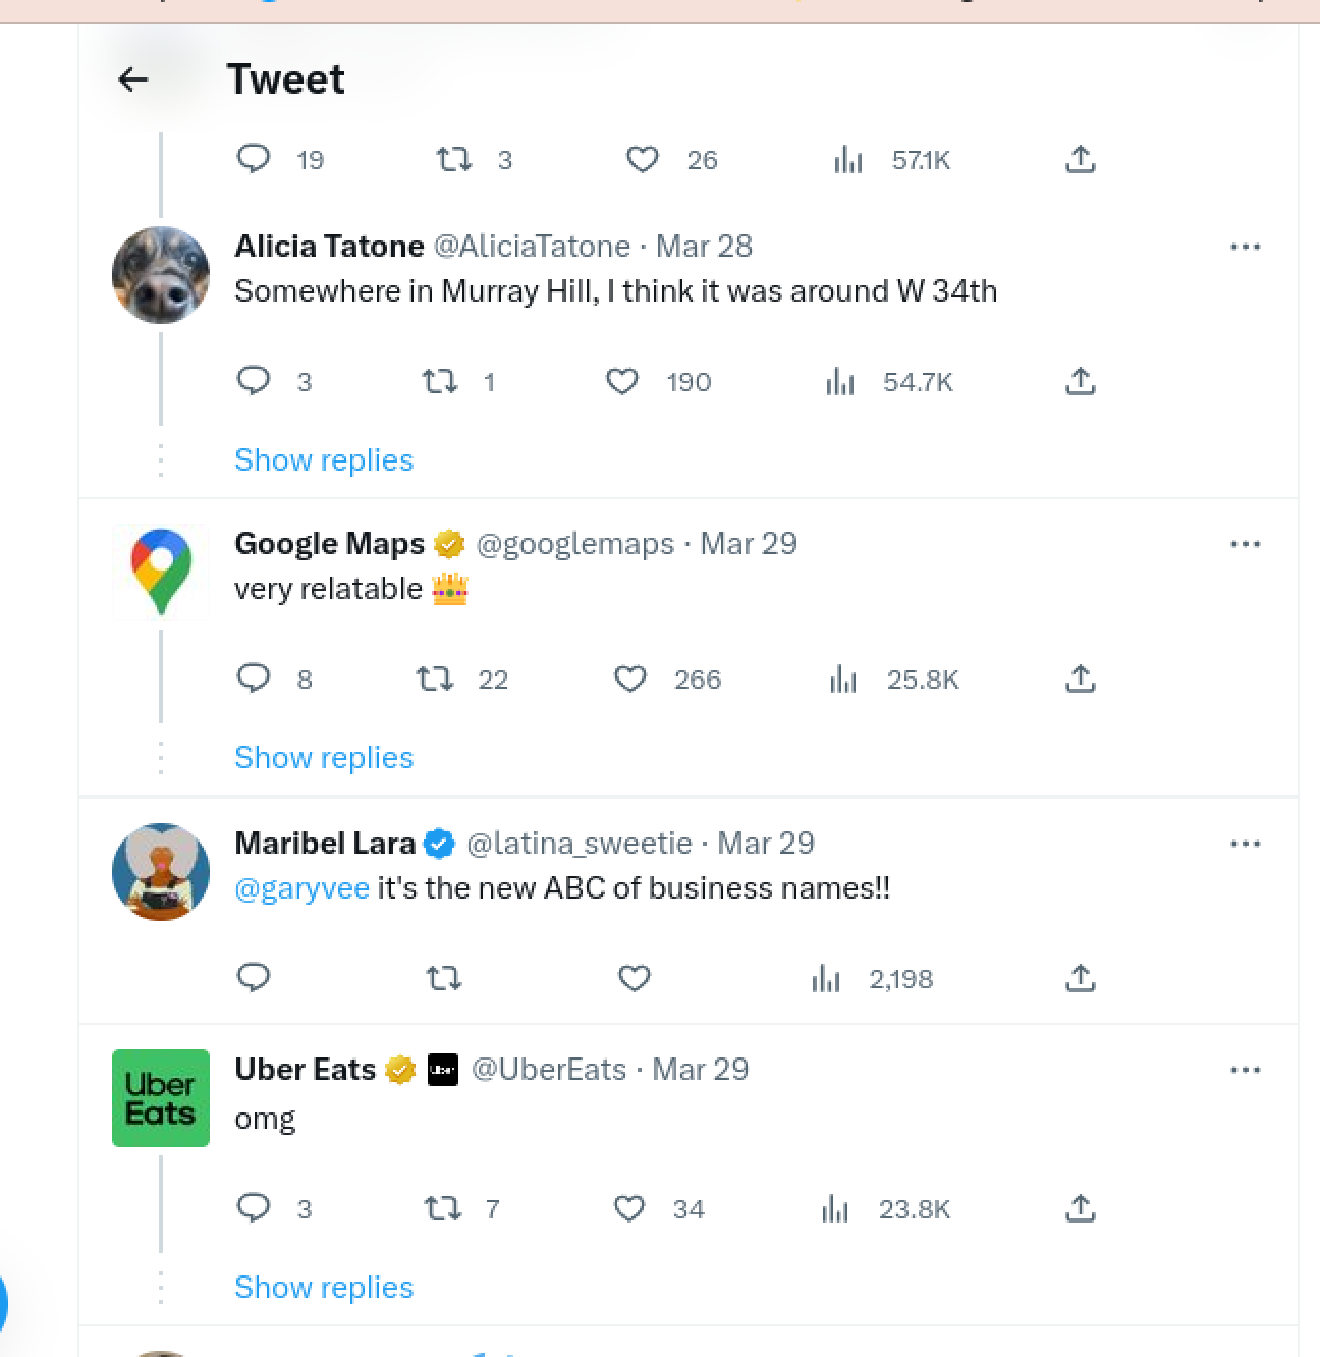 Tweet
19 3 26 57.1K
Alicia Tatone @AliciaTatone · Mar 28
Somewhere in Murray Hill, I think it was around W 34th
3 1 190 54.7K
Show replies
Google Maps @googlemaps · Mar 29
very relatable 👑
8 22 266 25.8K
Show replies
Maribel Lara @latina_sweetie · Mar 29
@garyvee it's the new ABC of business names!!
2,198
Uber Eats Uber @UberEats · Mar 29
Uber
Eats
omg
3 7 34 23.8K
Show replies